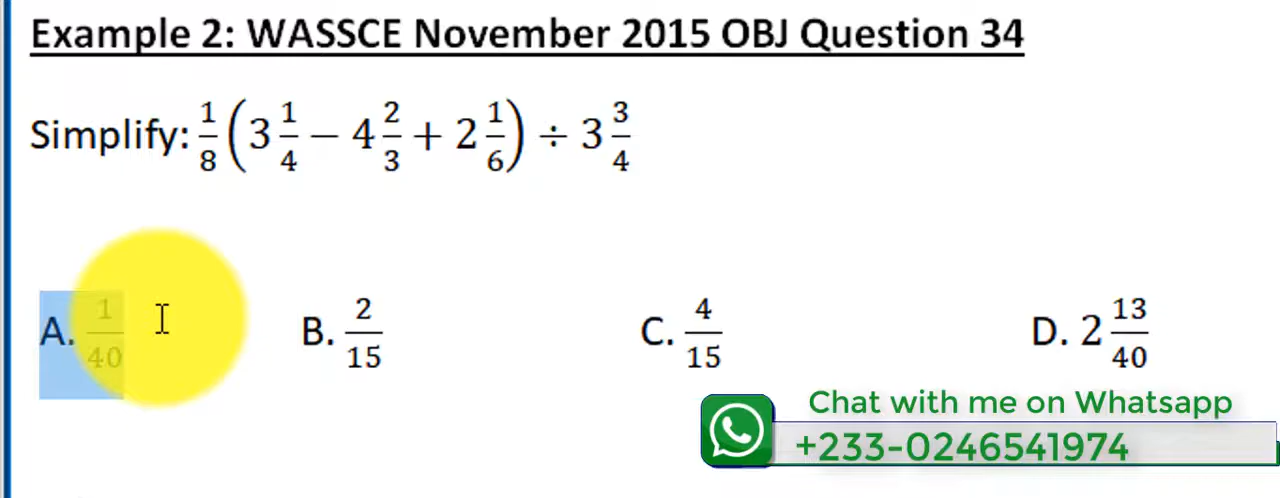 Example 2: WASSCE November 2015 OBJ Question 34
Simplify: 1/8 (3 1/4 − 4 2/3 + 2 1/6) ÷ 3 3/4
A. 1/40 B. 2/15 C. 4/15 D. 2 13/40
Chat with me on Whatsapp
+233-0246541974